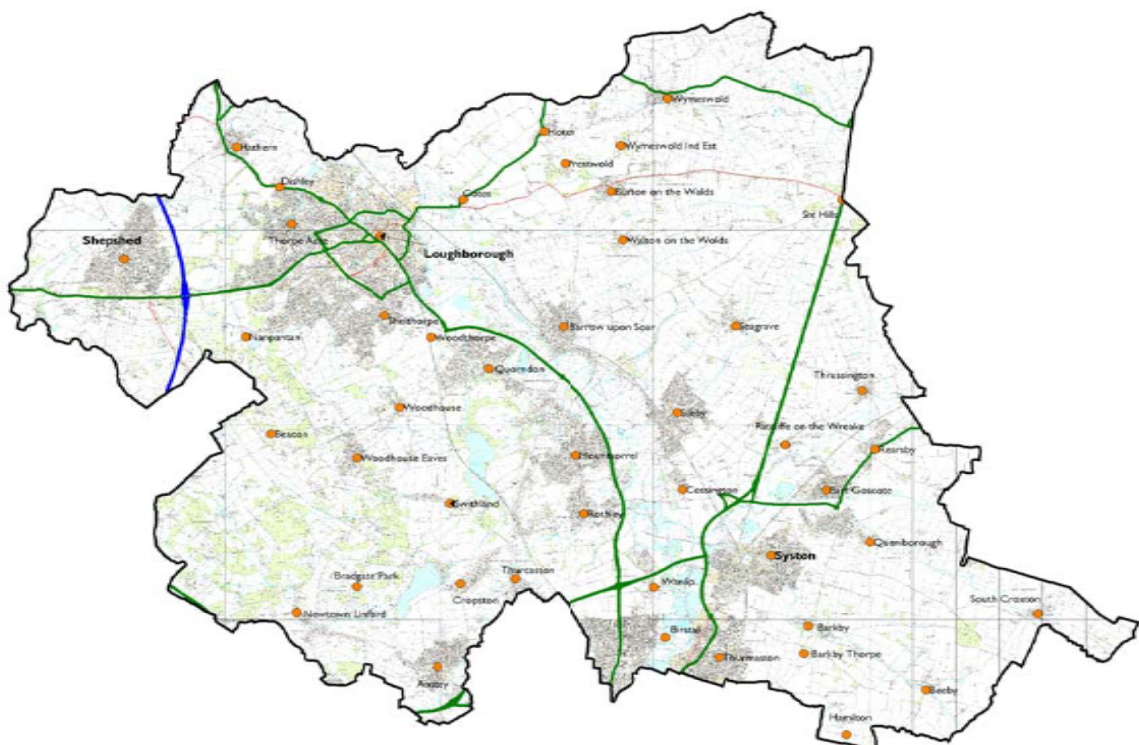 Wymeswold
Hoton
Hathern
Wymeswold Ind Est
Prestwold
Dishley
Burton on the Wolds
Cotes
Six Hills
Thorpe Acre
Shepshed
Walton on the Wolds
Loughborough
Shelthorpe
Barrow upon Soar
Seagrave
Nanpantan
Woodthorpe
Quorndon
Thrussington
Woodhouse
Sileby
Ratcliffe on the Wreake
Beacon
Rearsby
Woodhouse Eaves
Mountsorrel
Cossington
East Goscote
Swithland
Rothley
Queniborough
Syston
Thurcaston
Bradgate Park
Wanlip
Cropston
South Croxton
Newtown Linford
Barkby
Birstall
Barkby Thorpe
Thurmaston
Anstey
Beeby
Hamilton